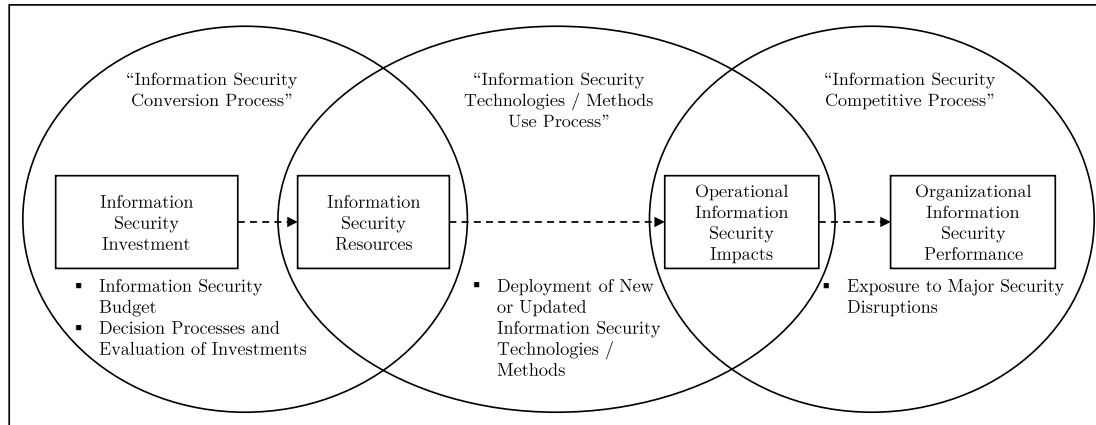 “Information Security
Conversion Process”
“Information Security
Technologies / Methods
Use Process”
“Information Security
Competitive Process”
Information
Security
Investment
Information
Security
Resources
Operational
Information
Security
Impacts
Organizational
Information
Security
Performance
▪ Information Security
Budget
▪ Decision Processes and
Evaluation of Investments
▪ Deployment of New
or Updated
Information Security
Technologies /
Methods
▪ Exposure to Major Security
Disruptions